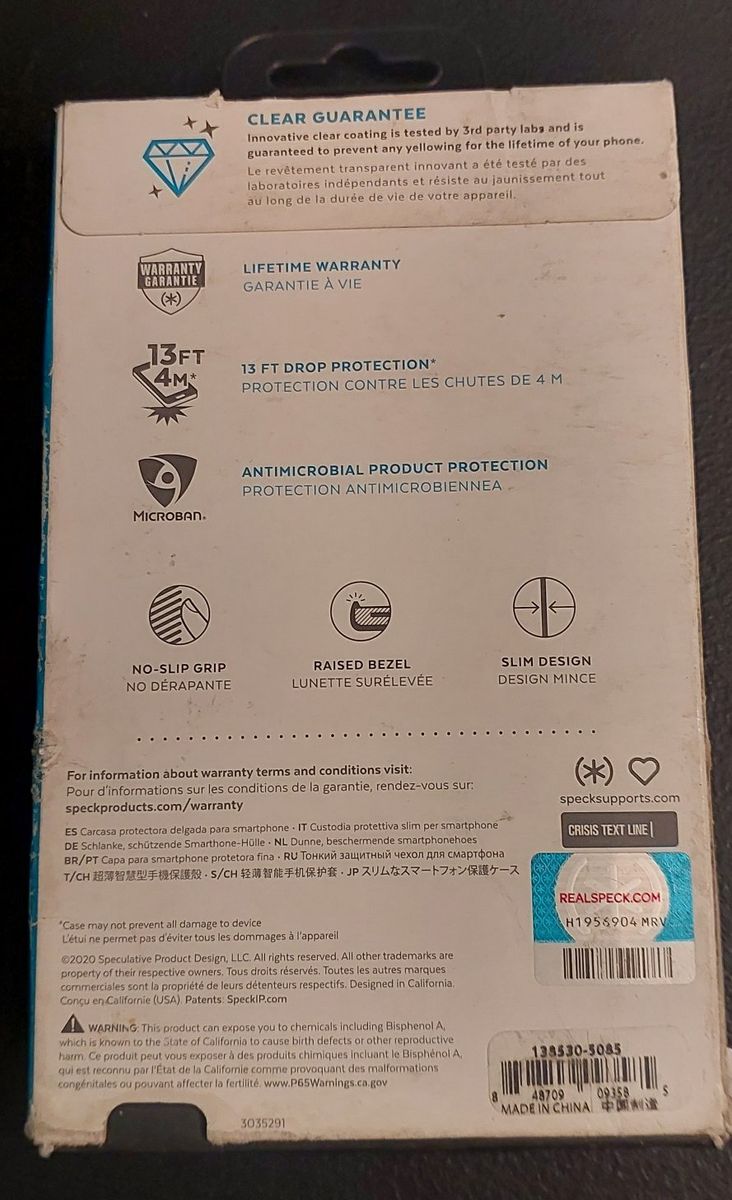 CLEAR GUARANTEE
Innovative clear coating is tested by 3rd party labs and is
guaranteed to prevent any yellowing for the lifetime of your phone.
Le revêtement transparent innovant a été testé par des
laboratoires indépendants et résiste au jaunissement tout
au long de la durée de vie de votre appareil.
WARRANTY
GARANTIE
(*)
LIFETIME WARRANTY
GARANTIE À VIE
13FT
4M*
13 FT DROP PROTECTION*
PROTECTION CONTRE LES CHUTES DE 4 M
MICROBAN®
ANTIMICROBIAL PRODUCT PROTECTION
PROTECTION ANTIMICROBIENNEA
NO-SLIP GRIP
NO DÉRAPANTE
RAISED BEZEL
LUNETTE SURÉLEVÉE
SLIM DESIGN
DESIGN MINCE
For information about warranty terms and conditions visit:
Pour d'informations sur les conditions de la garantie, rendez-vous sur:
speckproducts.com/warranty
(*)
specksupports.com
CRISIS TEXT LINE|
ES Carcasa protectora delgada para smartphone · IT Custodia protettiva slim per smartphone
DE Schlanke, schützende Smarthone-Hülle · NL Dunne, beschermende smartphonehoes
BR/PT Capa para smartphone protetora fina · RU Тонкий защитный чехол для смартфона
T/CH 超薄智慧型手機保護殼 · S/CH 轻薄智能手机保护套 · JP スリムなスマートフォン保護ケース
REALSPECK.COM
H1956904 MRV
*Case may not prevent all damage to device
L'étui ne permet pas d'éviter tous les dommages à l'appareil
©2020 Speculative Product Design, LLC. All rights reserved. All other trademarks are
property of their respective owners. Tous droits réservés. Toutes les autres marques
commerciales sont la propriété de leurs détenteurs respectifs. Designed in California.
Conçu en Californie (USA). Patents: SpeckIP.com
WARNING: This product can expose you to chemicals including Bisphenol A,
which is known to the State of California to cause birth defects or other reproductive
harm. Ce produit peut vous exposer à des produits chimiques incluant le Bisphénol A,
qui est reconnu par l'État de la Californie comme provoquant des malformations
congénitales ou pouvant affecter la fertilité. www.P65Warnings.ca.gov
138530-5085
8 48709 09358 5
MADE IN CHINA 中国制造
3035291